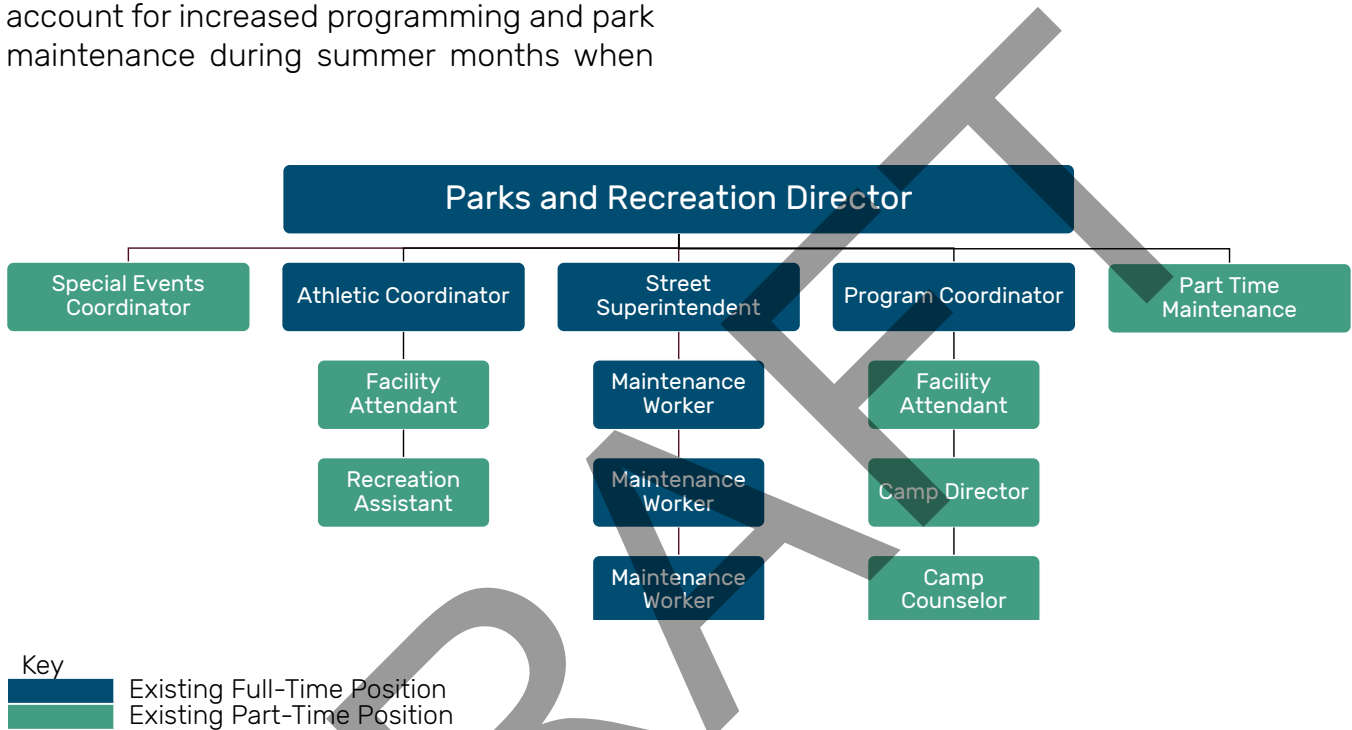 account for increased programming and park
maintenance during summer months when
Parks and Recreation Director
Special Events
Coordinator
Athletic Coordinator
Street
Superintendent
Program Coordinator
Part Time
Maintenance
Facility
Attendant
Maintenance
Worker
Facility
Attendant
Recreation
Assistant
Maintenance
Worker
Camp Director
Maintenance
Worker
Camp
Counselor
Key
Existing Full-Time Position
Existing Part-Time Position
DRAFT